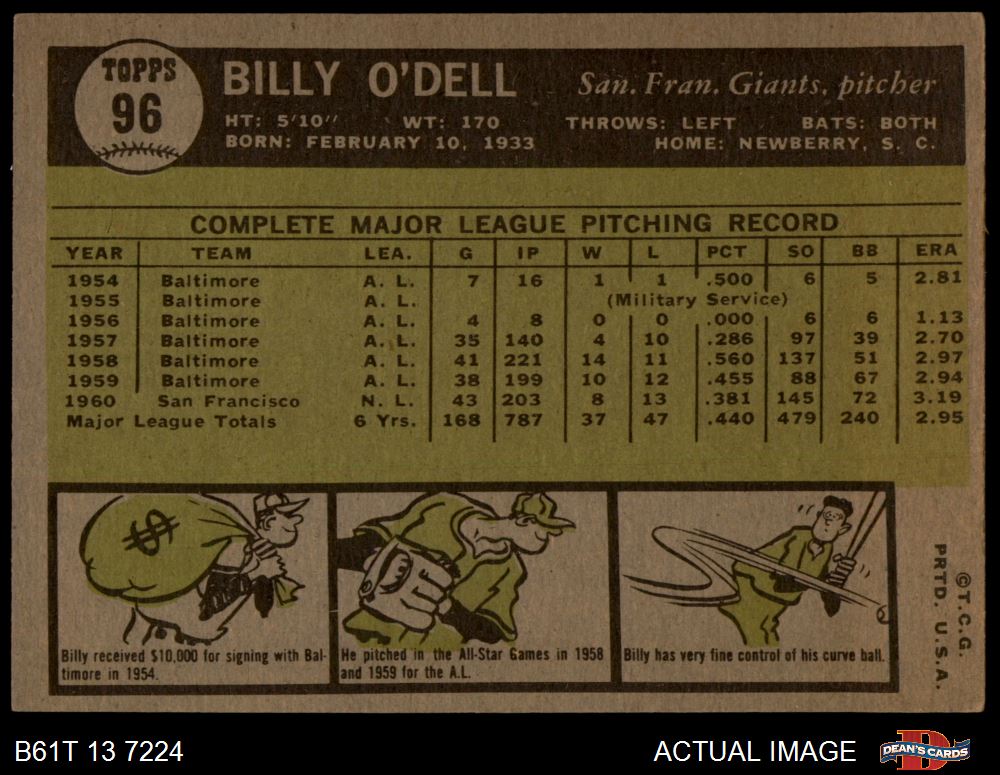 TOPPS
96
BILLY O'DELL
San. Fran. Giants, pitcher
HT: 5'10" WT: 170 THROWS: LEFT BATS: BOTH
BORN: FEBRUARY 10, 1933 HOME: NEWBERRY, S. C.
COMPLETE MAJOR LEAGUE PITCHING RECORD
YEAR TEAM LEA. G IP W L PCT SO BB ERA
1954 Baltimore A. L. 7 16 1 1 .500 6 5 2.81
1955 Baltimore A. L. (Military Service)
1956 Baltimore A. L. 4 8 0 0 .000 6 6 1.13
1957 Baltimore A. L. 35 140 4 10 .286 97 39 2.70
1958 Baltimore A. L. 41 221 14 11 .560 137 51 2.97
1959 Baltimore A. L. 38 199 10 12 .455 88 67 2.94
1960 San Francisco N. L. 43 203 8 13 .381 145 72 3.19
Major League Totals 6 Yrs. 168 787 37 47 .440 479 240 2.95
$
Billy received $10,000 for signing with Bal-
timore in 1954.
He pitched in the All-Star Games in 1958
and 1959 for the A.L.
Billy has very fine control of his curve ball.
©T.C.G.
PRTD. U.S.A.
B61T 13 7224
ACTUAL IMAGE
DEAN'S CARDS